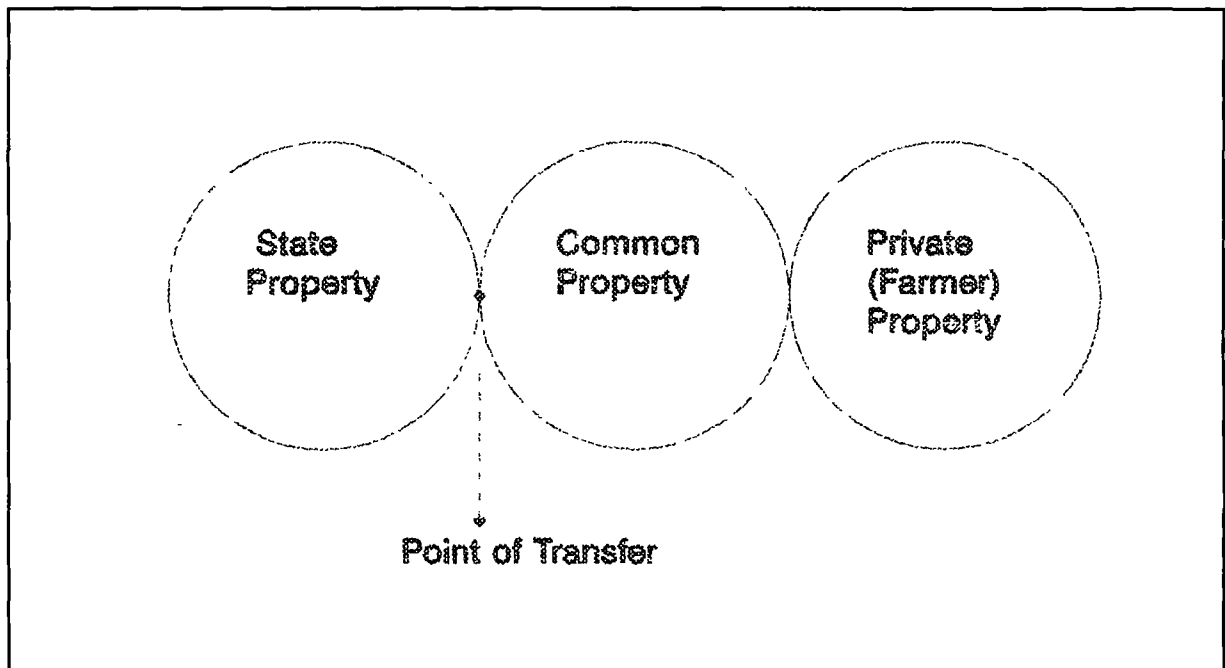 State
Property
Common
Property
Private
(Farmer)
Property
Point of Transfer